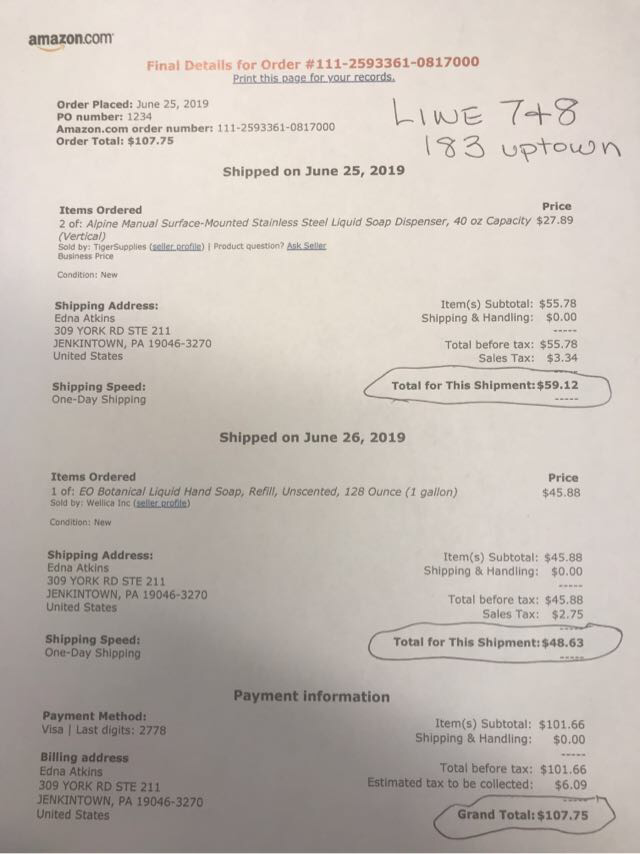 amazon.com
Final Details for Order #111-2593361-0817000
Print this page for your records.
Order Placed: June 25, 2019
PO number: 1234
Amazon.com order number: 111-2593361-0817000
Order Total: $107.75
LINE 7+8
183 uptown
Shipped on June 25, 2019
Items Ordered Price
2 of: Alpine Manual Surface-Mounted Stainless Steel Liquid Soap Dispenser, 40 oz Capacity $27.89
(Vertical)
Sold by: TigerSupplies (seller profile) | Product question? Ask Seller
Business Price
Condition: New
Shipping Address:
Edna Atkins
309 YORK RD STE 211
JENKINTOWN, PA 19046-3270
United States
Item(s) Subtotal: $55.78
Shipping & Handling: $0.00
-----
Total before tax: $55.78
Sales Tax: $3.34
-----
Total for This Shipment: $59.12
-----
Shipping Speed:
One-Day Shipping
Shipped on June 26, 2019
Items Ordered Price
1 of: EO Botanical Liquid Hand Soap, Refill, Unscented, 128 Ounce (1 gallon) $45.88
Sold by: Wellica Inc (seller profile)
Condition: New
Shipping Address:
Edna Atkins
309 YORK RD STE 211
JENKINTOWN, PA 19046-3270
United States
Item(s) Subtotal: $45.88
Shipping & Handling: $0.00
-----
Total before tax: $45.88
Sales Tax: $2.75
-----
Total for This Shipment: $48.63
-----
Shipping Speed:
One-Day Shipping
Payment information
Payment Method:
Visa | Last digits: 2778
Billing address
Edna Atkins
309 YORK RD STE 211
JENKINTOWN, PA 19046-3270
United States
Item(s) Subtotal: $101.66
Shipping & Handling: $0.00
-----
Total before tax: $101.66
Estimated tax to be collected: $6.09
-----
Grand Total: $107.75